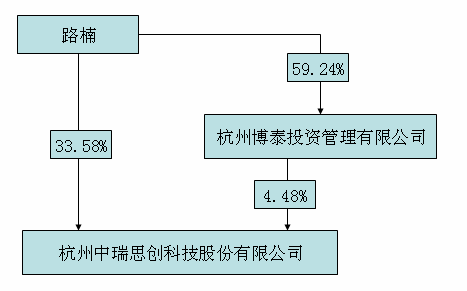 路楠
59.24%
杭州博泰投资管理有限公司
33.58%
4.48%
杭州中瑞思创科技股份有限公司